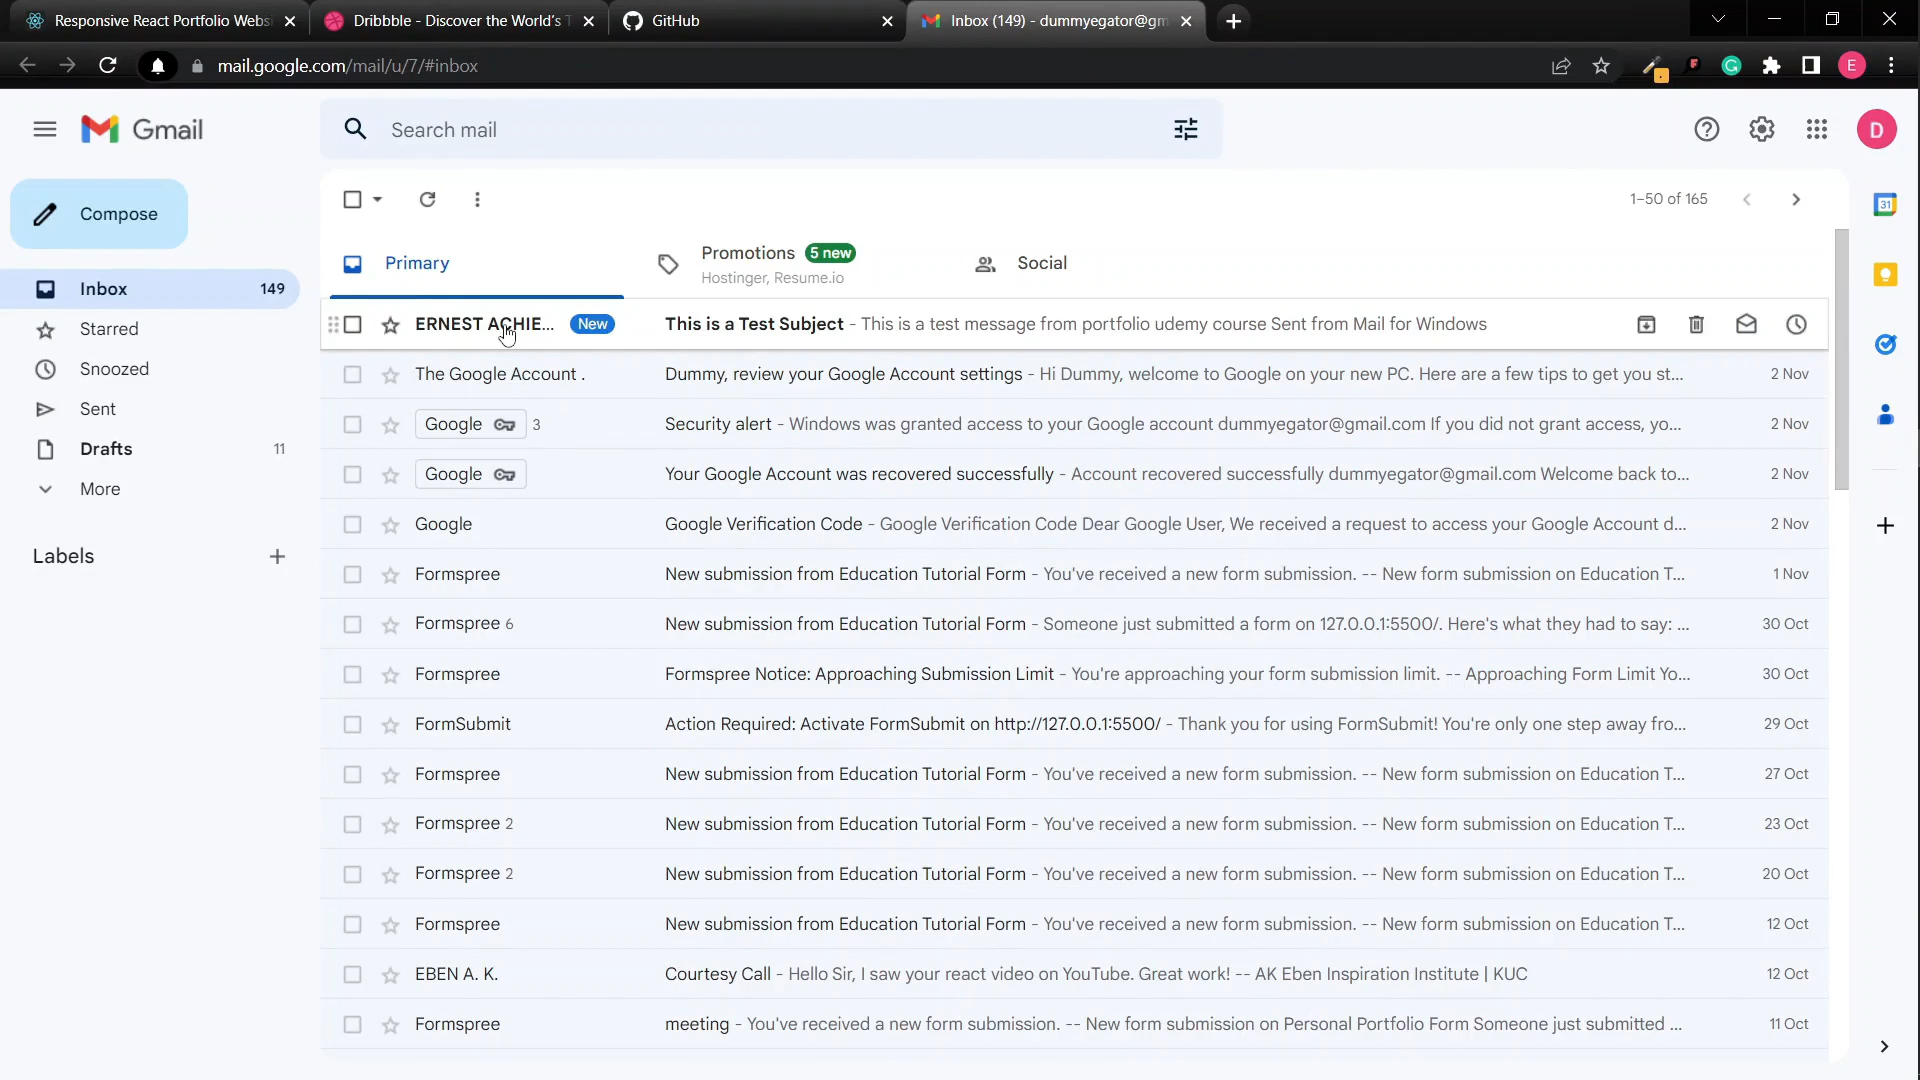 Responsive React Portfolio Websi
Dribbble - Discover the World's T
GitHub
Inbox (149) - dummyegator@gm
mail.google.com/mail/u/7/#inbox
G
E
Gmail
Search mail
D
Compose
1–50 of 165
31
Primary
Promotions 5 new
Hostinger, Resume.io
Social
Inbox 149
Starred
Snoozed
Sent
Drafts 11
More
Labels
ERNEST ACHIE... New This is a Test Subject - This is a test message from portfolio udemy course Sent from Mail for Windows
The Google Account . Dummy, review your Google Account settings - Hi Dummy, welcome to Google on your new PC. Here are a few tips to get you st... 2 Nov
Google 3 Security alert - Windows was granted access to your Google account dummyegator@gmail.com If you did not grant access, yo... 2 Nov
Google Your Google Account was recovered successfully - Account recovered successfully dummyegator@gmail.com Welcome back to... 2 Nov
Google Google Verification Code - Google Verification Code Dear Google User, We received a request to access your Google Account d... 2 Nov
Formspree New submission from Education Tutorial Form - You've received a new form submission. -- New form submission on Education T... 1 Nov
Formspree 6 New submission from Education Tutorial Form - Someone just submitted a form on 127.0.0.1:5500/. Here's what they had to say: ... 30 Oct
Formspree Formspree Notice: Approaching Submission Limit - You're approaching your form submission limit. -- Approaching Form Limit Yo... 30 Oct
FormSubmit Action Required: Activate FormSubmit on http://127.0.0.1:5500/ - Thank you for using FormSubmit! You're only one step away fro... 29 Oct
Formspree New submission from Education Tutorial Form - You've received a new form submission. -- New form submission on Education T... 27 Oct
Formspree 2 New submission from Education Tutorial Form - You've received a new form submission. -- New form submission on Education T... 23 Oct
Formspree 2 New submission from Education Tutorial Form - You've received a new form submission. -- New form submission on Education T... 20 Oct
Formspree New submission from Education Tutorial Form - You've received a new form submission. -- New form submission on Education T... 12 Oct
EBEN A. K. Courtesy Call - Hello Sir, I saw your react video on YouTube. Great work! -- AK Eben Inspiration Institute | KUC 12 Oct
Formspree meeting - You've received a new form submission. -- New form submission on Personal Portfolio Form Someone just submitted ... 11 Oct